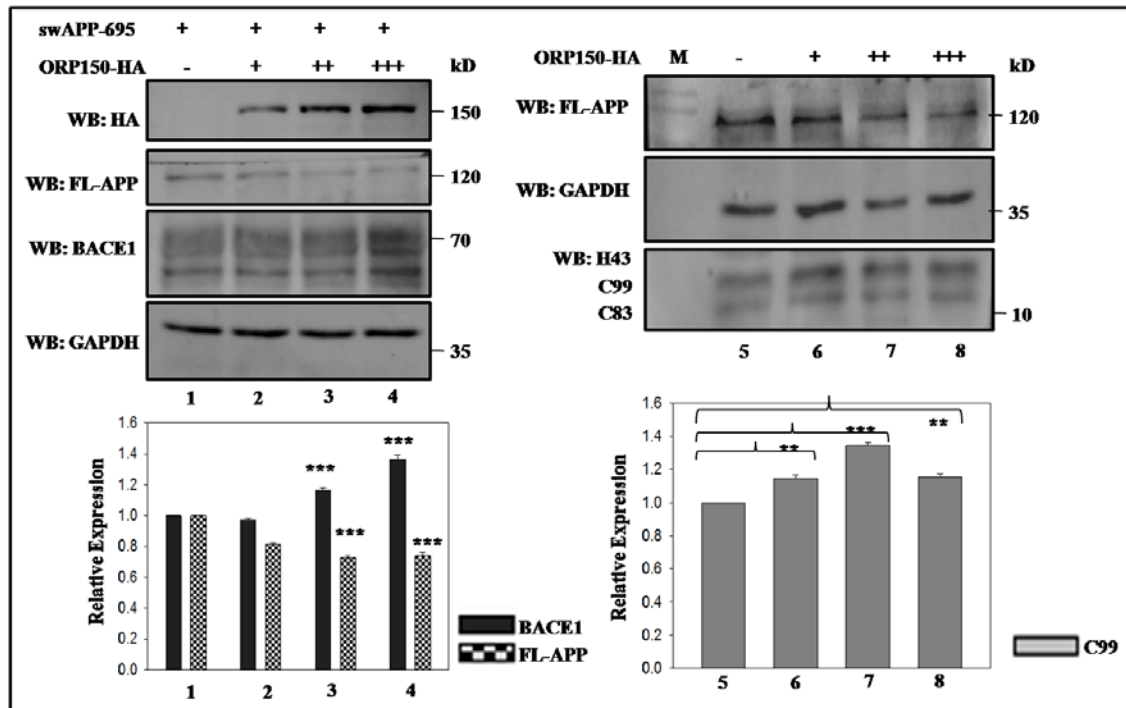 swAPP-695 + + + +
ORP150-HA - + ++ +++ kD
WB: HA 150
WB: FL-APP 120
WB: BACE1 70
WB: GAPDH 35
1 2 3 4
ORP150-HA M - + ++ +++ kD
WB: FL-APP 120
WB: GAPDH 35
WB: H43
C99
C83 10
5 6 7 8
Relative Expression
1.6
1.4
1.2
1.0
0.8
0.6
0.4
0.2
0.0
*** ***
*** ***
1 2 3 4
BACE1
FL-APP
Relative Expression
1.6
1.4
1.2
1.0
0.8
0.6
0.4
0.2
0.0
** *** **
5 6 7 8
C99